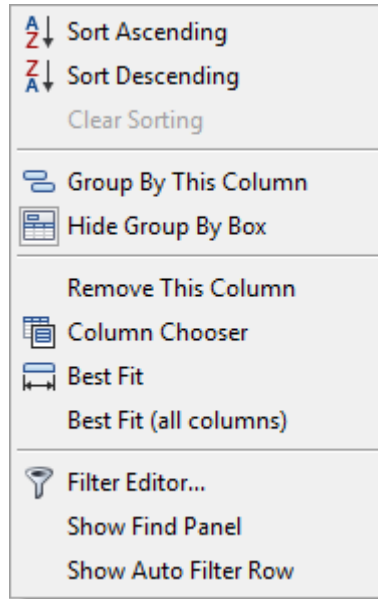 Sort Ascending
Sort Descending
Clear Sorting
Group By This Column
Hide Group By Box
Remove This Column
Column Chooser
Best Fit
Best Fit (all columns)
Filter Editor...
Show Find Panel
Show Auto Filter Row